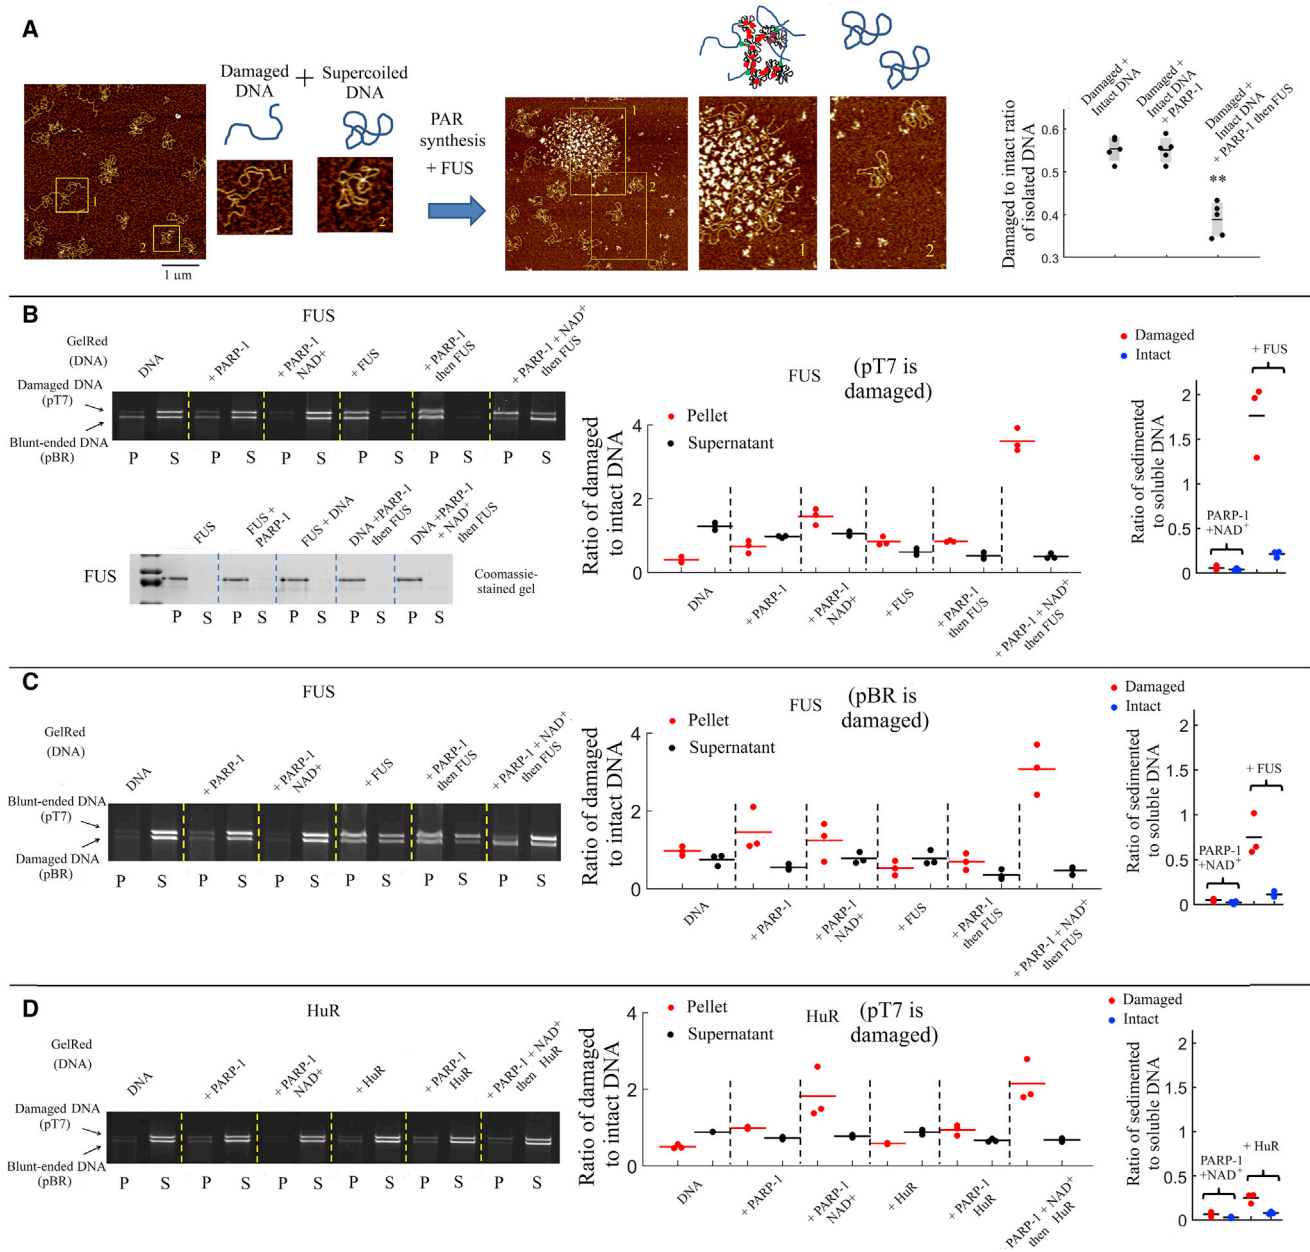 A
Damaged
DNA
+
Supercoiled
DNA
1
2
1 µm
1
2
PAR
synthesis
+ FUS
1
2
1
2
Damaged to intact ratio
of isolated DNA
0.6
0.5
0.4
0.3
Damaged +
Intact DNA
Damaged +
Intact DNA
+ PARP-1
Damaged +
Intact DNA
+ PARP-1 then FUS
**
B
FUS
GelRed
(DNA)
DNA
+ PARP-1
+ PARP-1
NAD+
+ FUS
+ PARP-1
then FUS
+ PARP-1 + NAD+
then FUS
Damaged DNA
(pT7)
Blunt-ended DNA
(pBR)
P S P S P S P S P S P S
FUS
FUS +
PARP-1
FUS + DNA
DNA +PARP-1
then FUS
DNA +PARP-1
+ NAD+
then FUS
FUS
Coomassie-
stained gel
P S P S P S P S P S
FUS
(pT7 is
damaged)
Pellet
Supernatant
Ratio of damaged
to intact DNA
4
2
0
DNA
+ PARP-1
+ PARP-1
NAD+
+ FUS
+ PARP-1
then FUS
+ PARP-1 + NAD+
then FUS
Damaged
Intact
+ FUS
PARP-1
+NAD+
Ratio of sedimented
to soluble DNA
2
1.5
1
0.5
0
C
FUS
GelRed
(DNA)
DNA
+ PARP-1
+ PARP-1
NAD+
+ FUS
+ PARP-1
then FUS
+ PARP-1 + NAD+
then FUS
Blunt-ended DNA
(pT7)
Damaged DNA
(pBR)
P S P S P S P S P S P S
FUS
(pBR is
damaged)
Pellet
Supernatant
Ratio of damaged
to intact DNA
4
2
0
DNA
+ PARP-1
+ PARP-1
NAD+
+ FUS
+ PARP-1
then FUS
+ PARP-1 + NAD+
then FUS
Damaged
Intact
+ FUS
PARP-1
+NAD+
Ratio of sedimented
to soluble DNA
2
1.5
1
0.5
0
D
HuR
GelRed
(DNA)
DNA
+ PARP-1
+ PARP-1
NAD+
+ HuR
+ PARP-1
HuR
+ PARP-1 + NAD+
then HuR
Damaged DNA
(pT7)
Blunt-ended DNA
(pBR)
P S P S P S P S P S P S
HuR
(pT7 is
damaged)
Pellet
Supernatant
Ratio of damaged
to intact DNA
4
2
0
DNA
+ PARP-1
+ PARP-1
NAD+
+ HuR
+ PARP-1
HuR
+ PARP-1 + NAD+
then HuR
Damaged
Intact
+ HuR
PARP-1
+NAD+
Ratio of sedimented
to soluble DNA
2
1.5
1
0.5
0